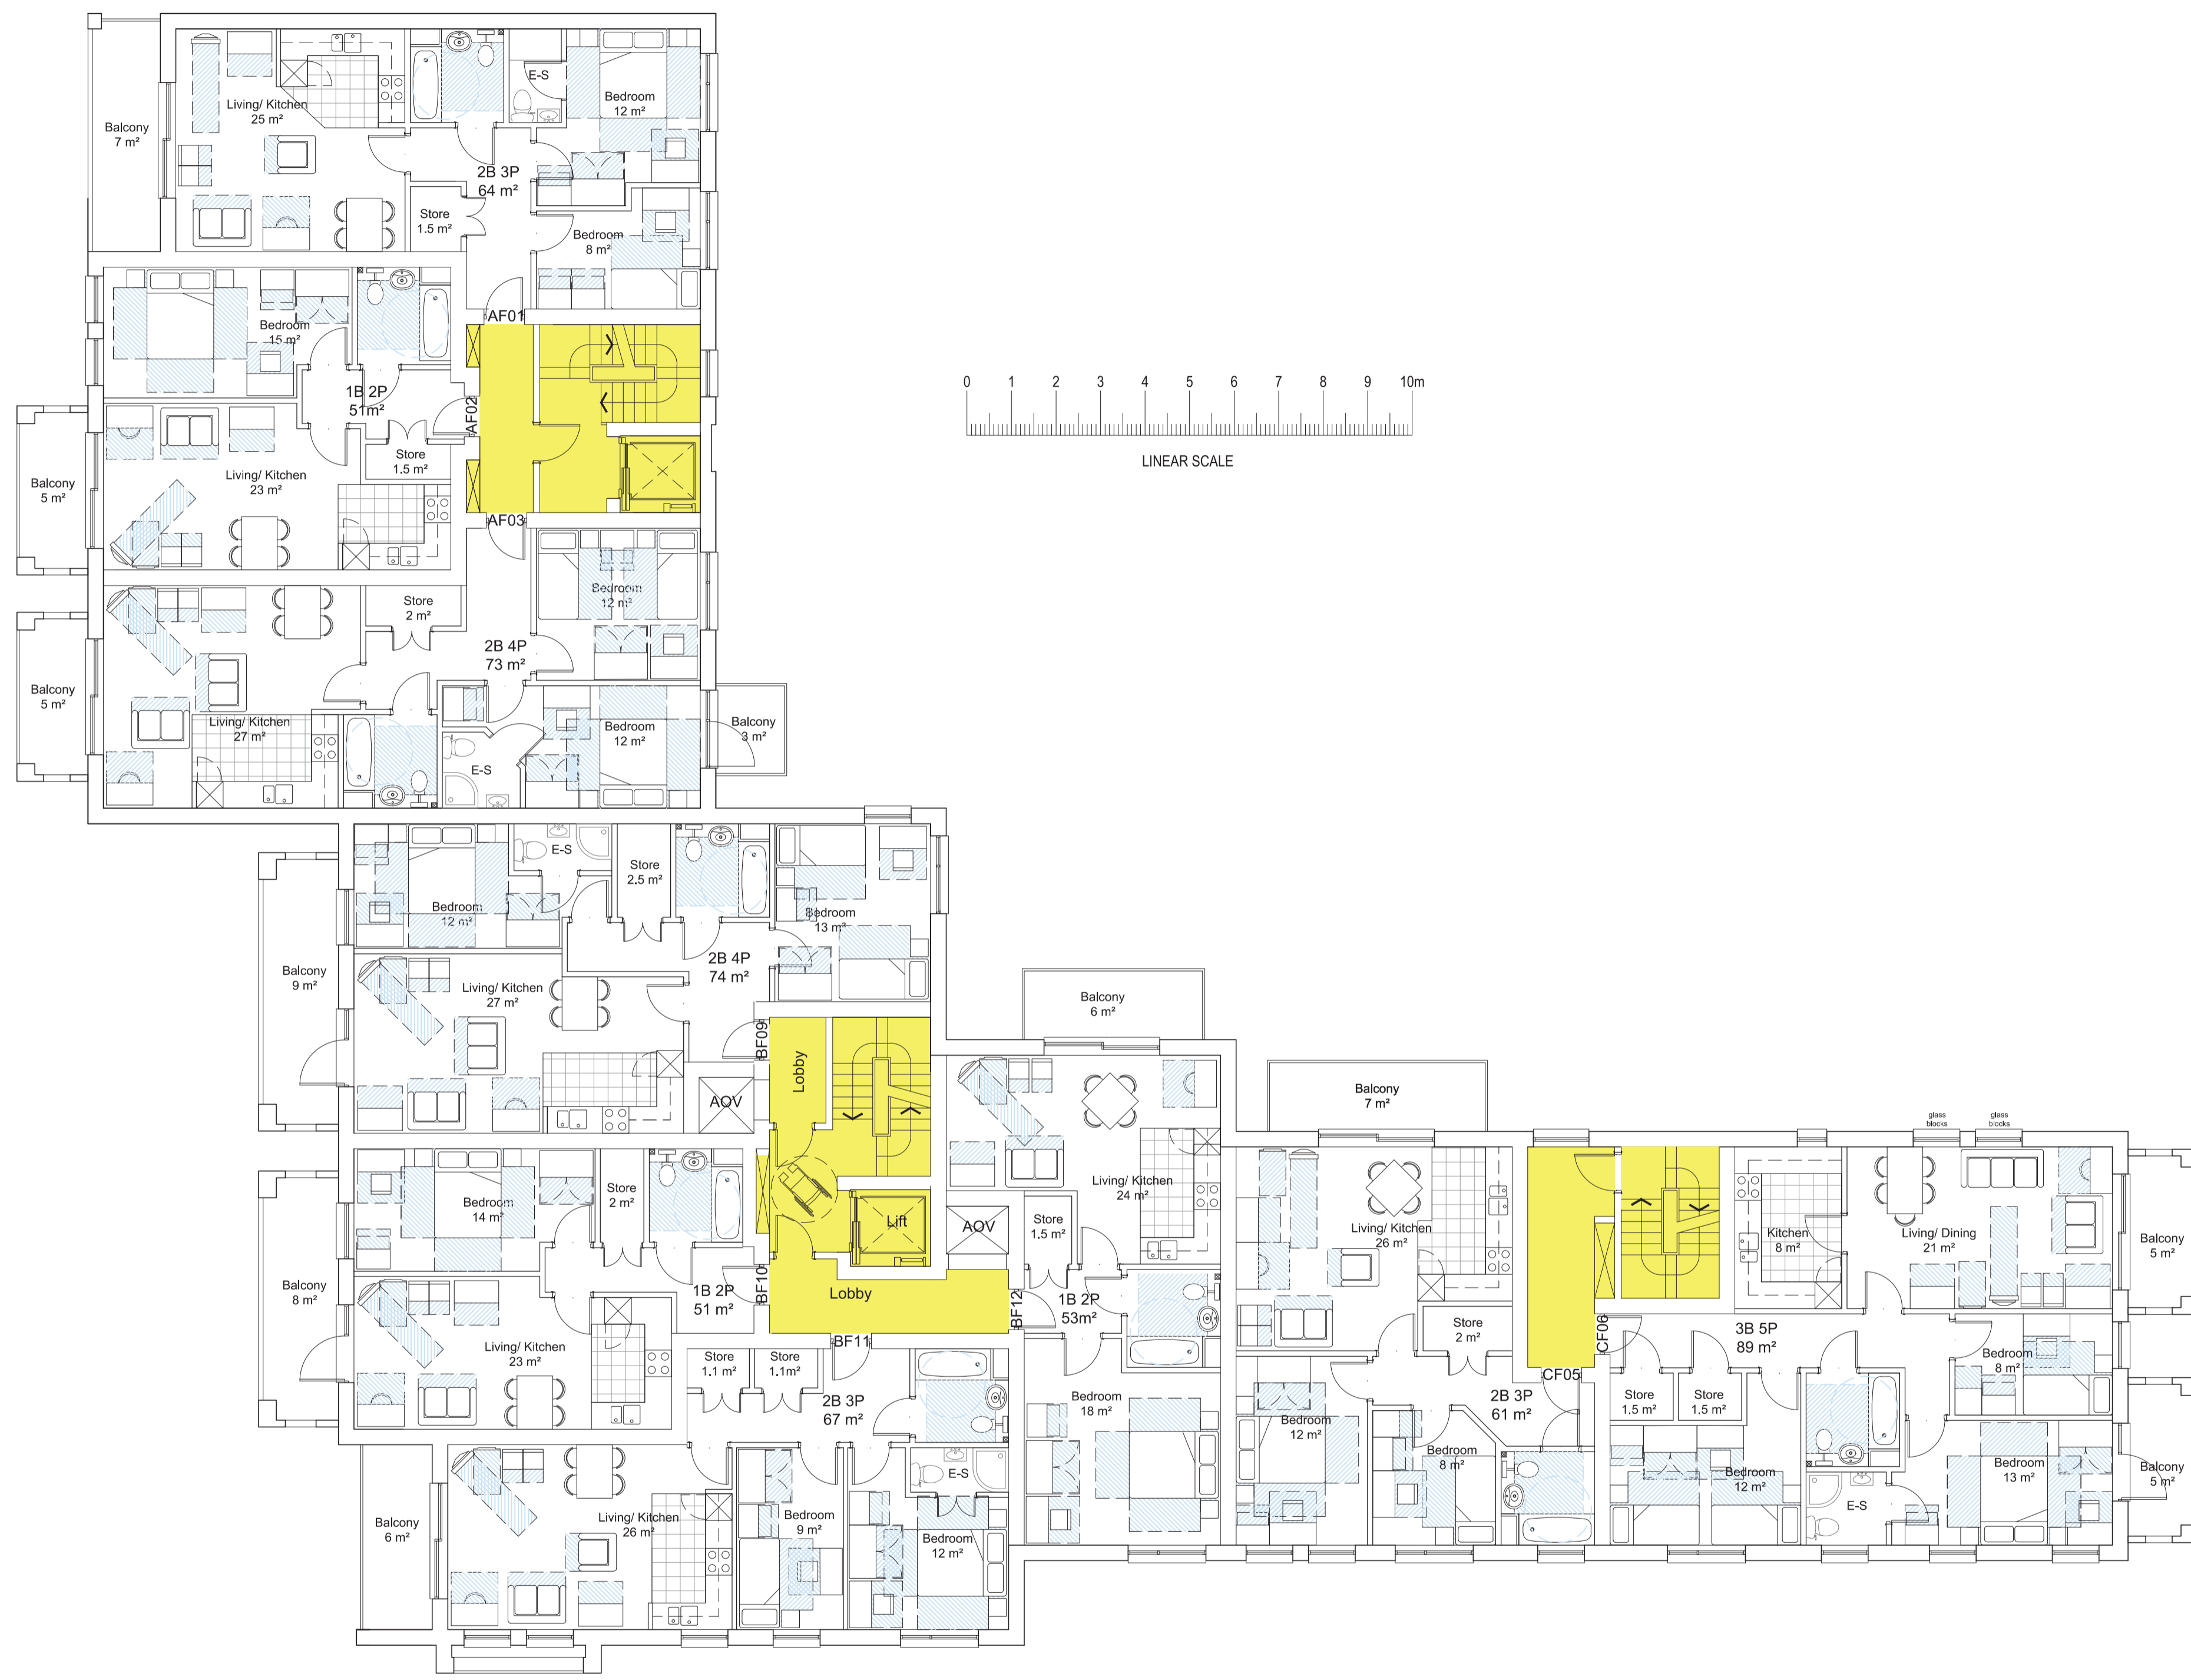 Balcony
7 m²
Living/ Kitchen
25 m²
E-S
Bedroom
12 m²
2B 3P
64 m²
Store
1.5 m²
Bedroom
8 m²
AF01
Bedroom
15 m²
1B 2P
51m²
AF02
Store
1.5 m²
Living/ Kitchen
23 m²
Balcony
5 m²
AF03
0 1 2 3 4 5 6 7 8 9 10m
LINEAR SCALE
Bedroom
12 m²
Store
2 m²
2B 4P
73 m²
Balcony
5 m²
Living/ Kitchen
27 m²
E-S
Bedroom
12 m²
Balcony
3 m²
Bedroom
12 m²
E-S
Store
2.5 m²
Bedroom
13 m²
2B 4P
74 m²
Balcony
9 m²
Living/ Kitchen
27 m²
BF09
Lobby
AOV
Balcony
6 m²
Living/ Kitchen
24 m²
Bedroom
14 m²
Store
2 m²
Lift
AOV
Store
1.5 m²
Balcony
8 m²
1B 2P
51 m²
BF10
Lobby
BF12
1B 2P
53m²
Living/ Kitchen
23 m²
BF11
Store
1.1 m²
Store
1.1m²
2B 3P
67 m²
Bedroom
18 m²
Balcony
6 m²
Living/ Kitchen
26 m²
Bedroom
9 m²
E-S
Bedroom
12 m²
Balcony
7 m²
Living/ Kitchen
26 m²
Store
2 m²
CF06
CF05
2B 3P
61 m²
Bedroom
12 m²
Bedroom
8 m²
glass
blocks
glass
blocks
Kitchen
8 m²
Living/ Dining
21 m²
Balcony
5 m²
3B 5P
89 m²
Bedroom
8 m²
Store
1.5 m²
Store
1.5 m²
Bedroom
12 m²
E-S
Bedroom
13 m²
Balcony
5 m²